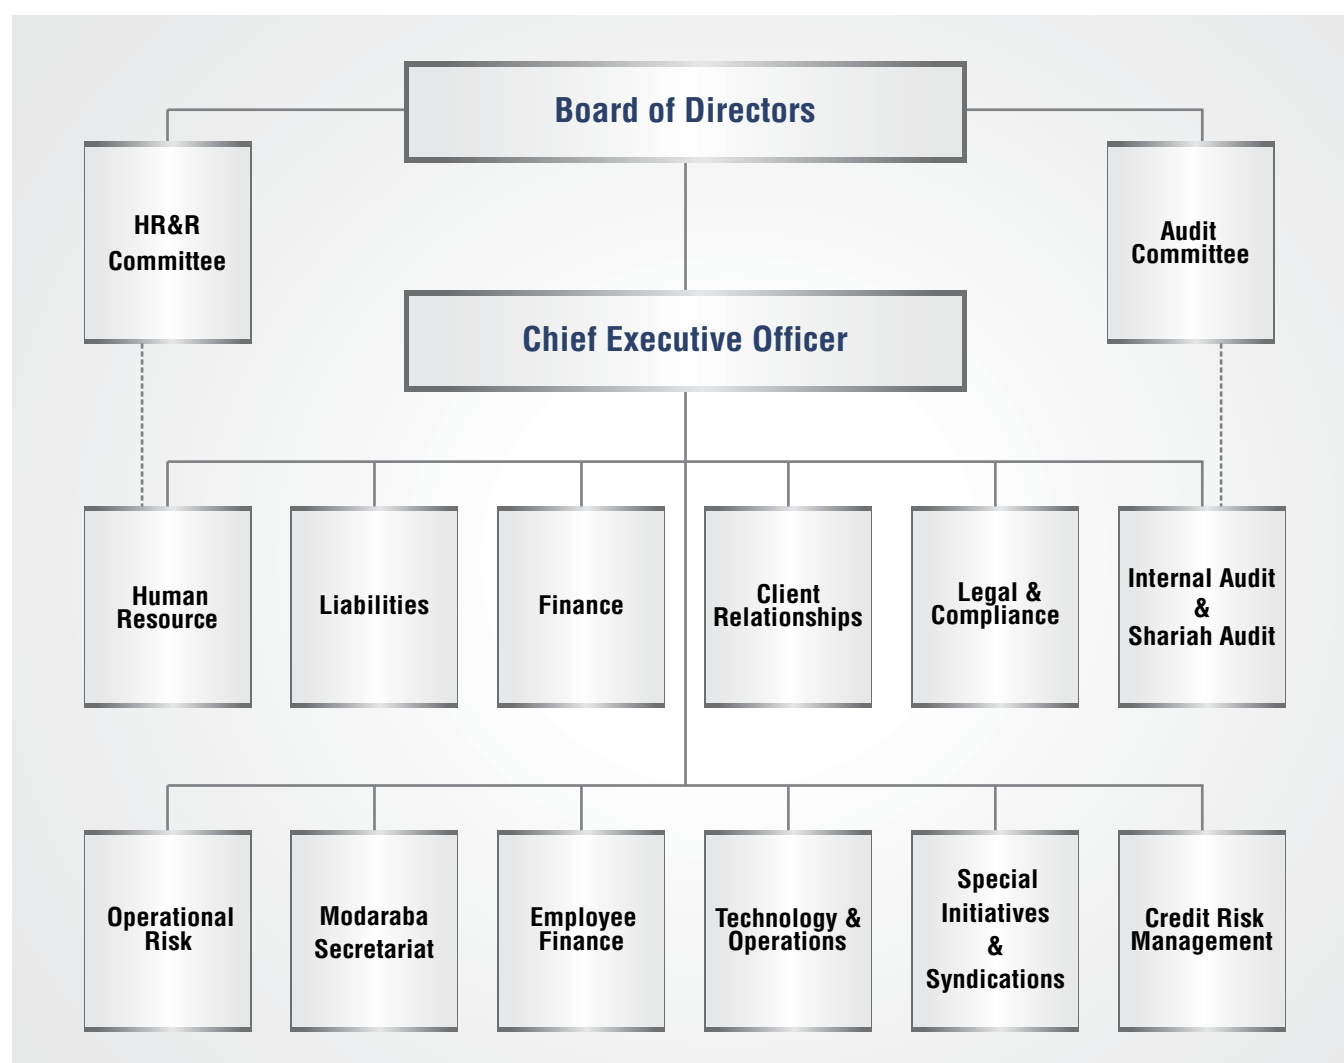 Board of Directors
HR&R
Committee
Audit
Committee
Chief Executive Officer
Human
Resource
Liabilities
Finance
Client
Relationships
Legal &
Compliance
Internal Audit
&
Shariah Audit
Operational
Risk
Modaraba
Secretariat
Employee
Finance
Technology &
Operations
Special
Initiatives
&
Syndications
Credit Risk
Management